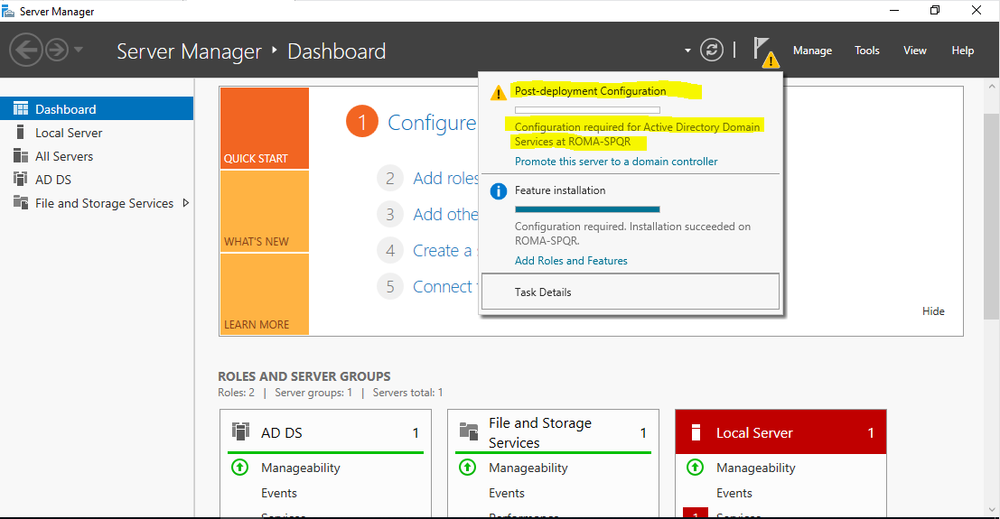 Server Manager
Server Manager ‣ Dashboard
Manage
Tools
View
Help
Dashboard
Local Server
All Servers
AD DS
File and Storage Services
QUICK START
WHAT'S NEW
LEARN MORE
1 Configure
2 Add roles
3 Add othe
4 Create a
5 Connect
Post-deployment Configuration
Configuration required for Active Directory Domain
Services at ROMA-SPQR
Promote this server to a domain controller
Feature installation
Configuration required. Installation succeeded on
ROMA-SPQR.
Add Roles and Features
Task Details
Hide
ROLES AND SERVER GROUPS
Roles: 2 | Server groups: 1 | Servers total: 1
AD DS 1
Manageability
Events
Services
File and Storage
Services 1
Manageability
Events
Performance
Local Server 1
Manageability
Events
1 Services